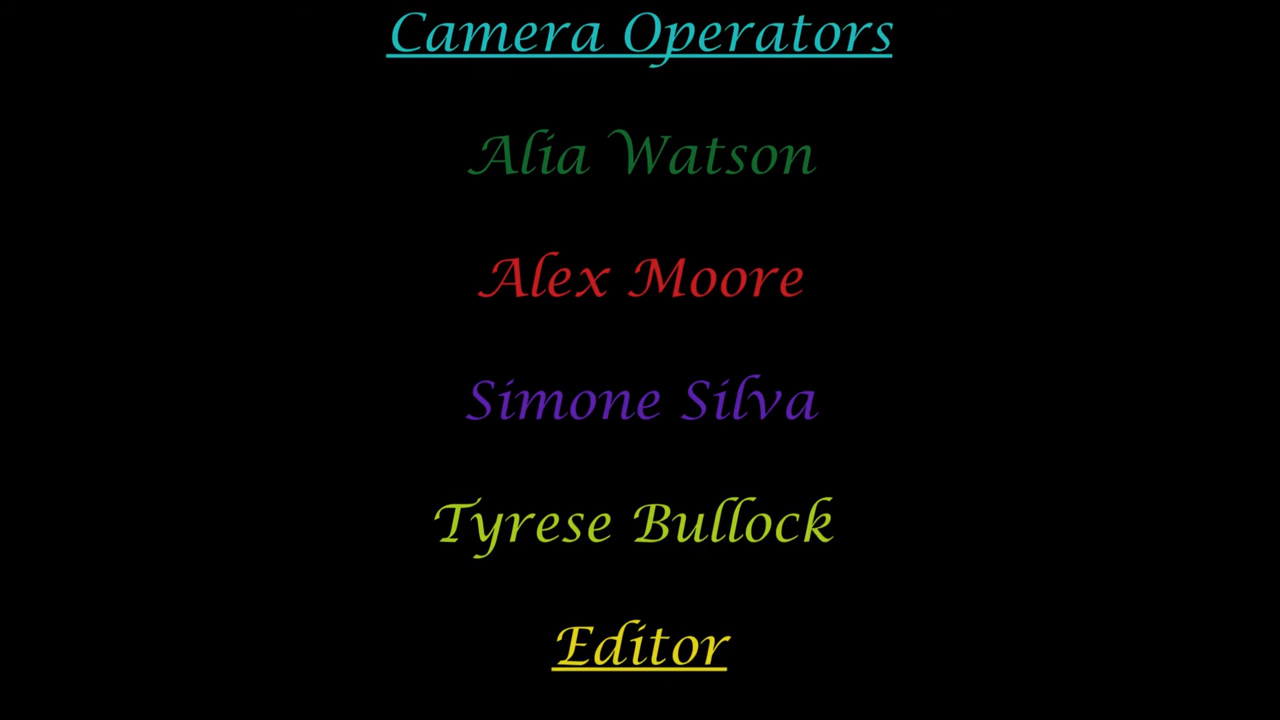 Camera Operators
Alia Watson
Alex Moore
Simone Silva
Tyrese Bullock
Editor